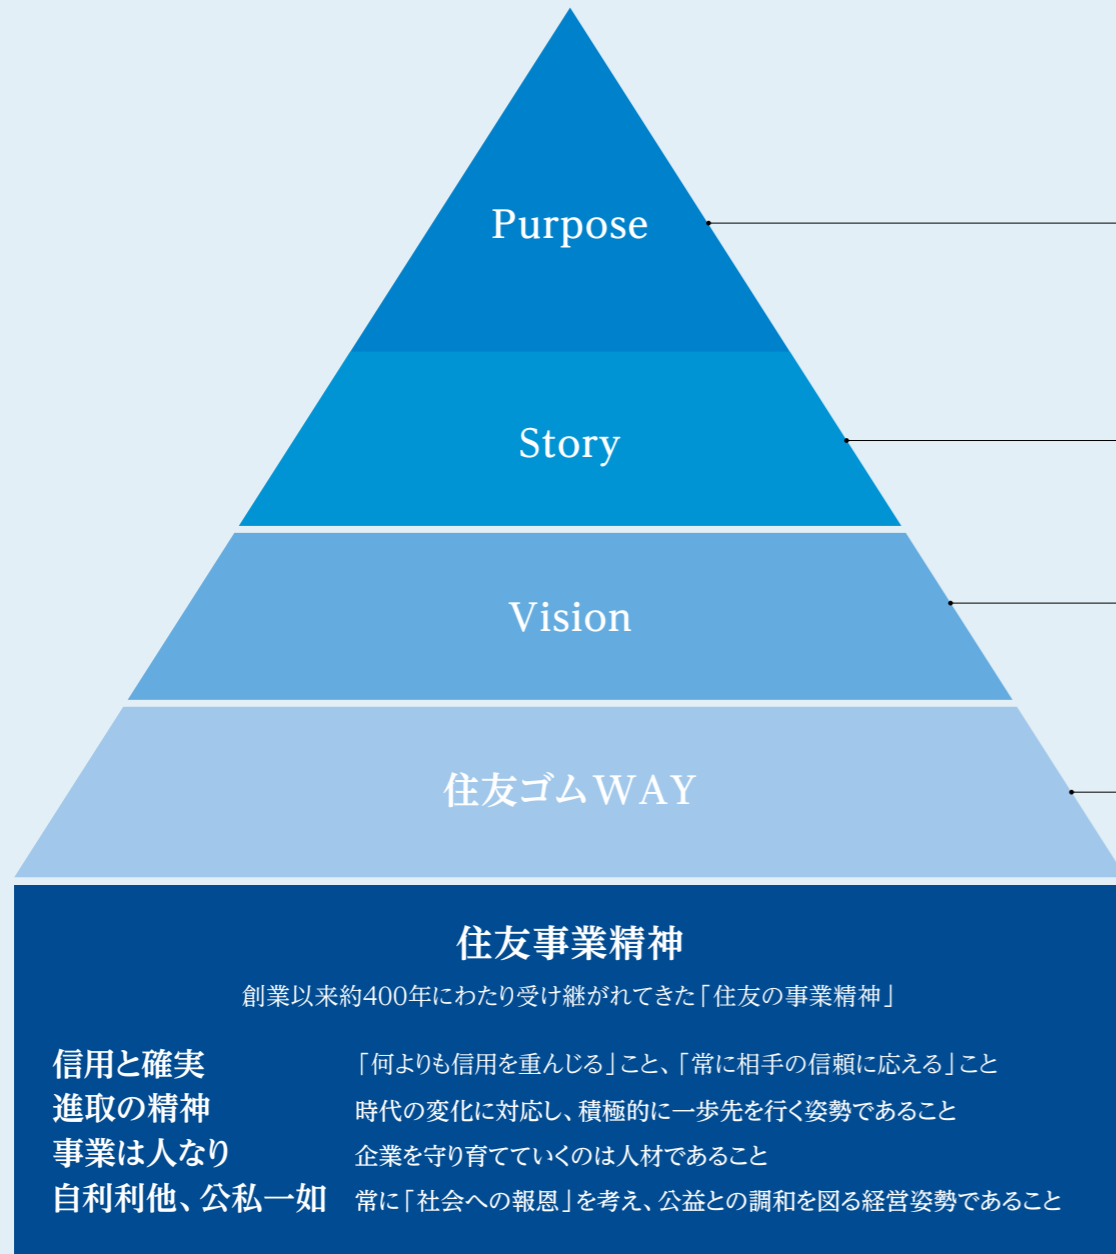 Purpose
Story
Vision
住友ゴムWAY
住友事業精神
創業以来約400年にわたり受け継がれてきた「住友の事業精神」
信用と確実 「何よりも信用を重んじる」こと、「常に相手の信頼に応える」こと
進取の精神 時代の変化に対応し、積極的に一歩先を行く姿勢であること
事業は人なり 企業を守り育てていくのは人材であること
自利利他、公私一如 常に「社会への報恩」を考え、公益との調和を図る経営姿勢であること